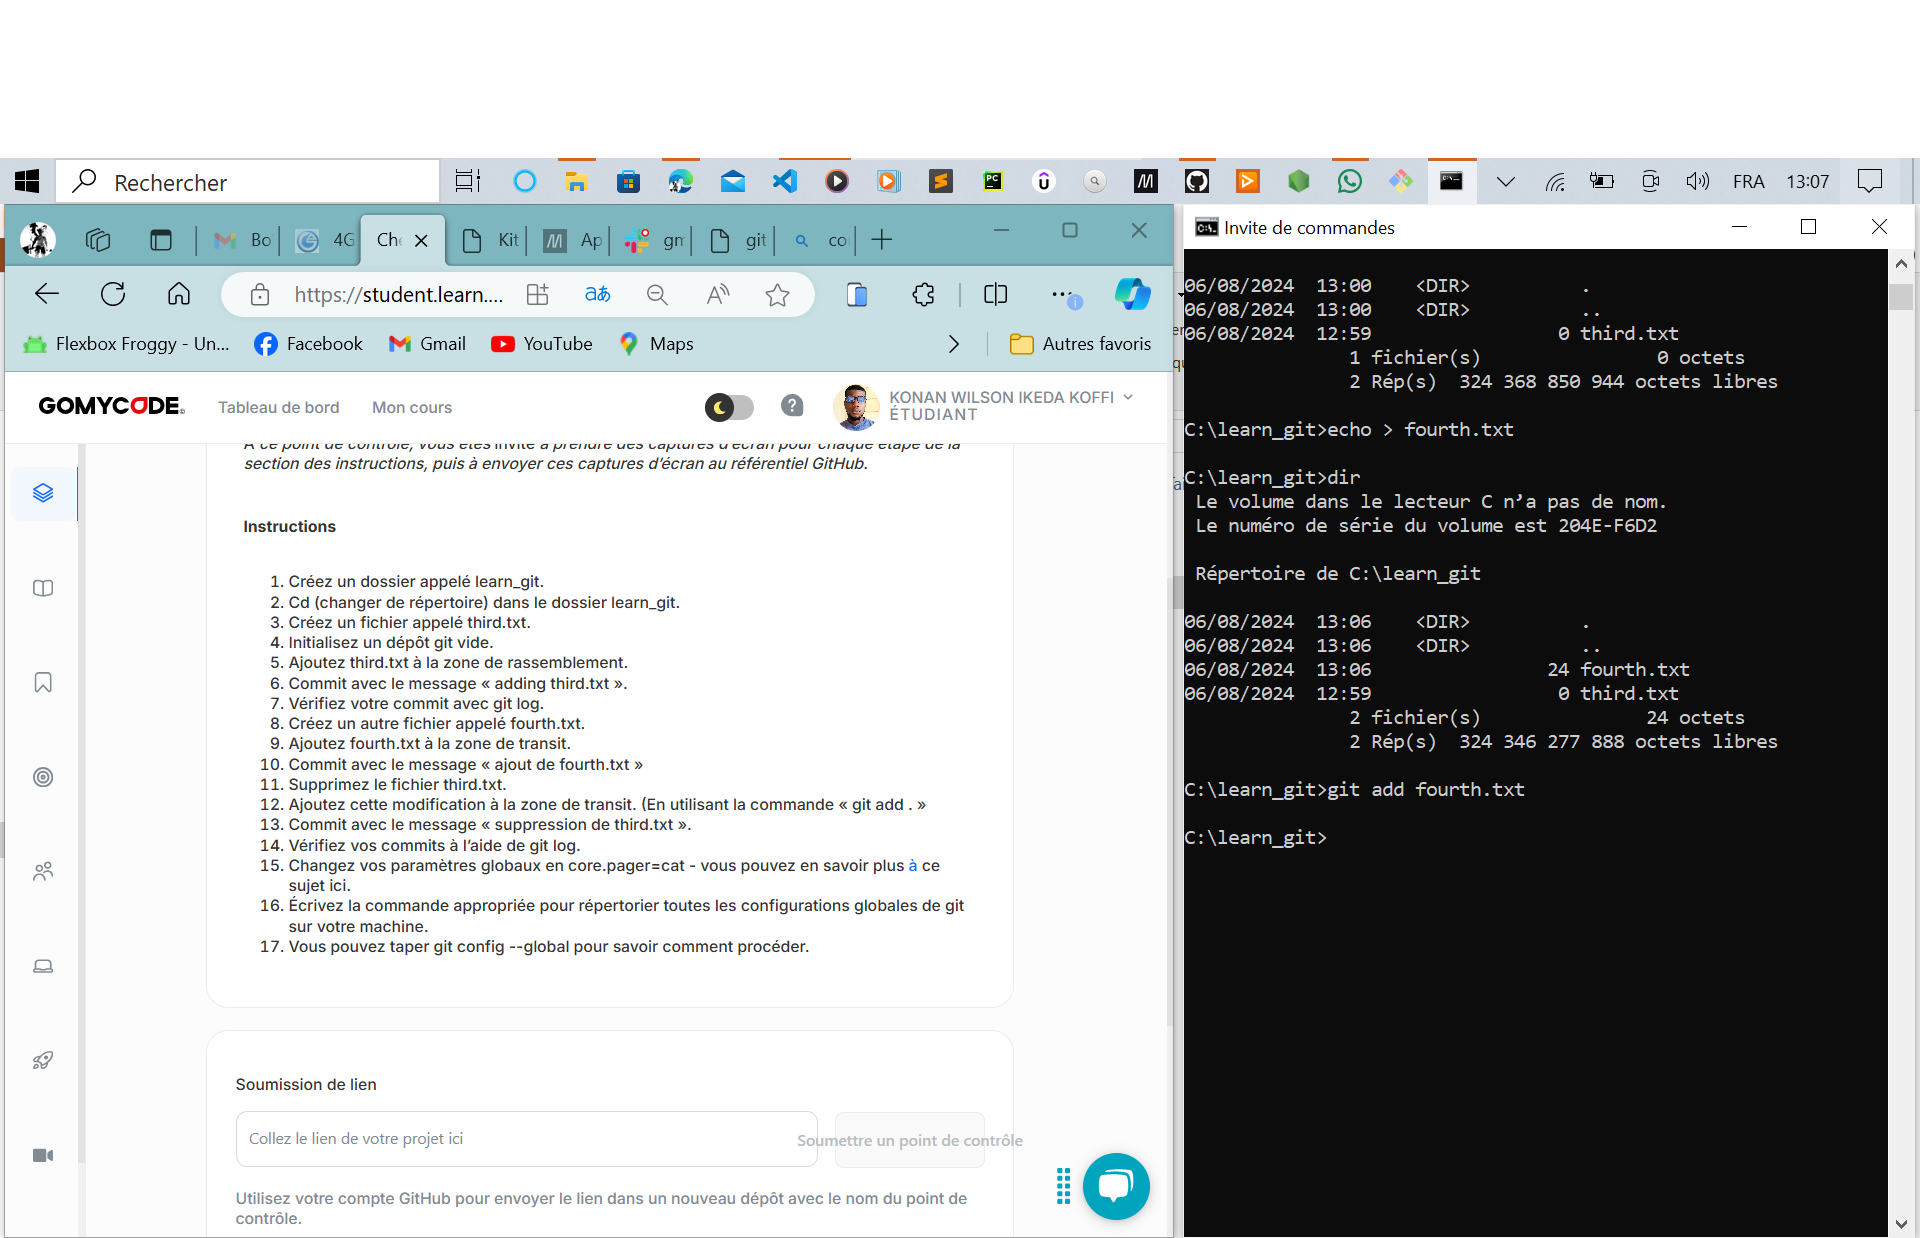 Rechercher
FRA
13:07
Bo
4G
Che
Kit
Ap
gm
git
co
https://student.learn....
Flexbox Froggy - Un...
Facebook
Gmail
YouTube
Maps
Autres favoris
GOMYCODE
Tableau de bord
Mon cours
KONAN WILSON IKEDA KOFFI
ÉTUDIANT
A ce point de contrôle, vous êtes invité à prendre des captures d'écran pour chaque étape de la
section des instructions, puis à envoyer ces captures d'écran au référentiel GitHub.
Instructions
1. Créez un dossier appelé learn_git.
2. Cd (changer de répertoire) dans le dossier learn_git.
3. Créez un fichier appelé third.txt.
4. Initialisez un dépôt git vide.
5. Ajoutez third.txt à la zone de rassemblement.
6. Commit avec le message « adding third.txt ».
7. Vérifiez votre commit avec git log.
8. Créez un autre fichier appelé fourth.txt.
9. Ajoutez fourth.txt à la zone de transit.
10. Commit avec le message « ajout de fourth.txt »
11. Supprimez le fichier third.txt.
12. Ajoutez cette modification à la zone de transit. (En utilisant la commande « git add . »
13. Commit avec le message « suppression de third.txt ».
14. Vérifiez vos commits à l'aide de git log.
15. Changez vos paramètres globaux en core.pager=cat - vous pouvez en savoir plus à ce
sujet ici.
16. Écrivez la commande appropriée pour répertorier toutes les configurations globales de git
sur votre machine.
17. Vous pouvez taper git config --global pour savoir comment procéder.
Soumission de lien
Collez le lien de votre projet ici
Soumettre un point de contrôle
Utilisez votre compte GitHub pour envoyer le lien dans un nouveau dépôt avec le nom du point de
contrôle.
Invite de commandes
06/08/2024  13:00    <DIR>          .
06/08/2024  13:00    <DIR>          ..
06/08/2024  12:59                 0 third.txt
1 fichier(s)                0 octets
2 Rép(s)  324 368 850 944 octets libres
C:\learn_git>echo > fourth.txt
C:\learn_git>dir
Le volume dans le lecteur C n’a pas de nom.
Le numéro de série du volume est 204E-F6D2
Répertoire de C:\learn_git
06/08/2024  13:06    <DIR>          .
06/08/2024  13:06    <DIR>          ..
06/08/2024  13:06                24 fourth.txt
06/08/2024  12:59                 0 third.txt
2 fichier(s)               24 octets
2 Rép(s)  324 346 277 888 octets libres
C:\learn_git>git add fourth.txt
C:\learn_git>